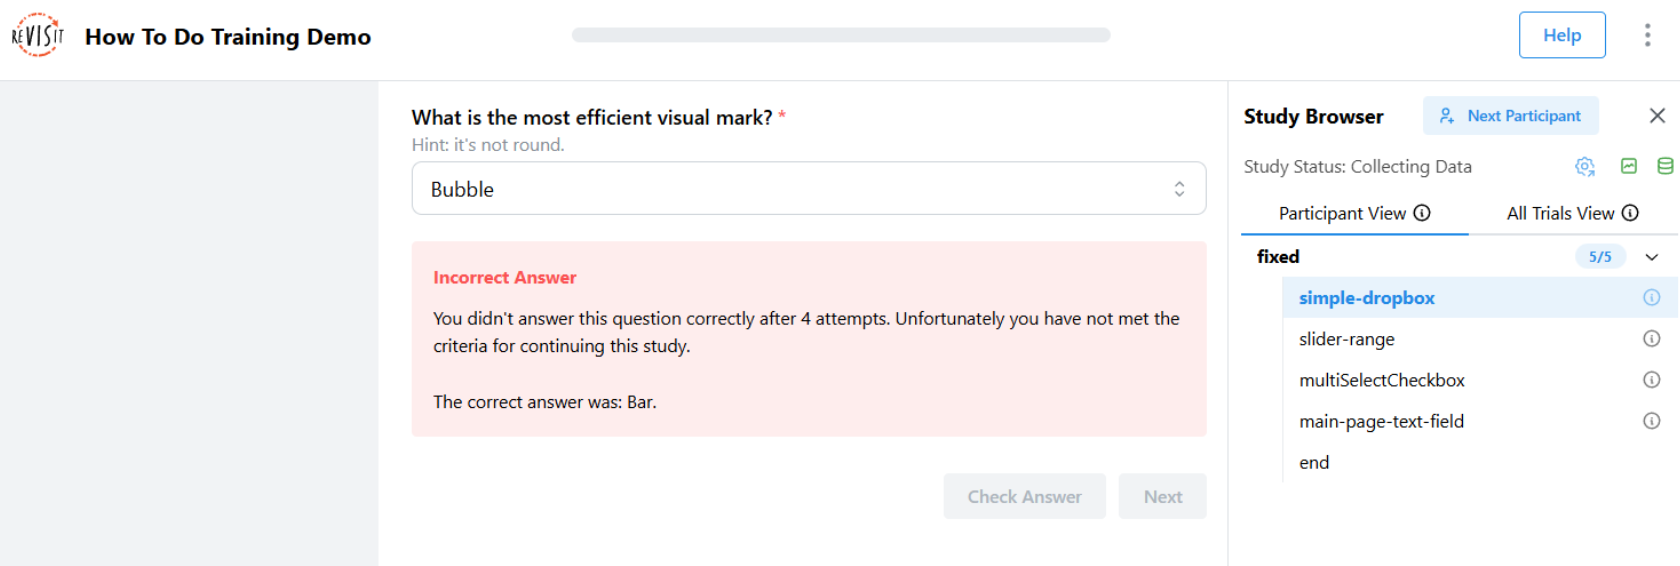 reVISit
How To Do Training Demo
Help
What is the most efficient visual mark? *
Hint: it's not round.
Bubble
Incorrect Answer
You didn't answer this question correctly after 4 attempts. Unfortunately you have not met the
criteria for continuing this study.
The correct answer was: Bar.
Check Answer
Next
Study Browser
Next Participant
Study Status: Collecting Data
Participant View
All Trials View
fixed
5/5
simple-dropbox
slider-range
multiSelectCheckbox
main-page-text-field
end